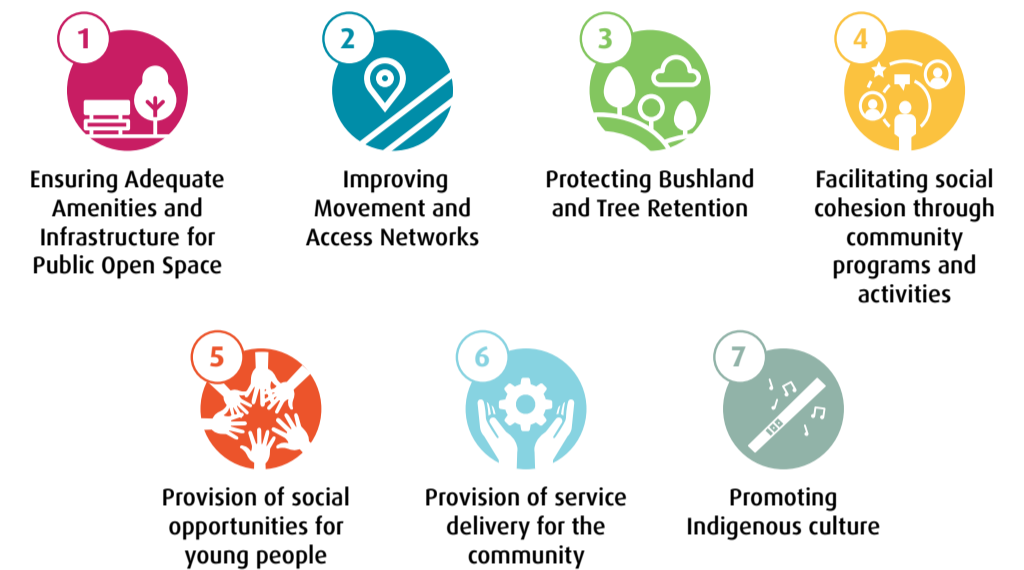 1
Ensuring Adequate
Amenities and
Infrastructure for
Public Open Space
2
Improving
Movement and
Access Networks
3
Protecting Bushland
and Tree Retention
4
Facilitating social
cohesion through
community
programs and
activities
5
Provision of social
opportunities for
young people
6
Provision of service
delivery for the
community
7
Promoting
Indigenous culture